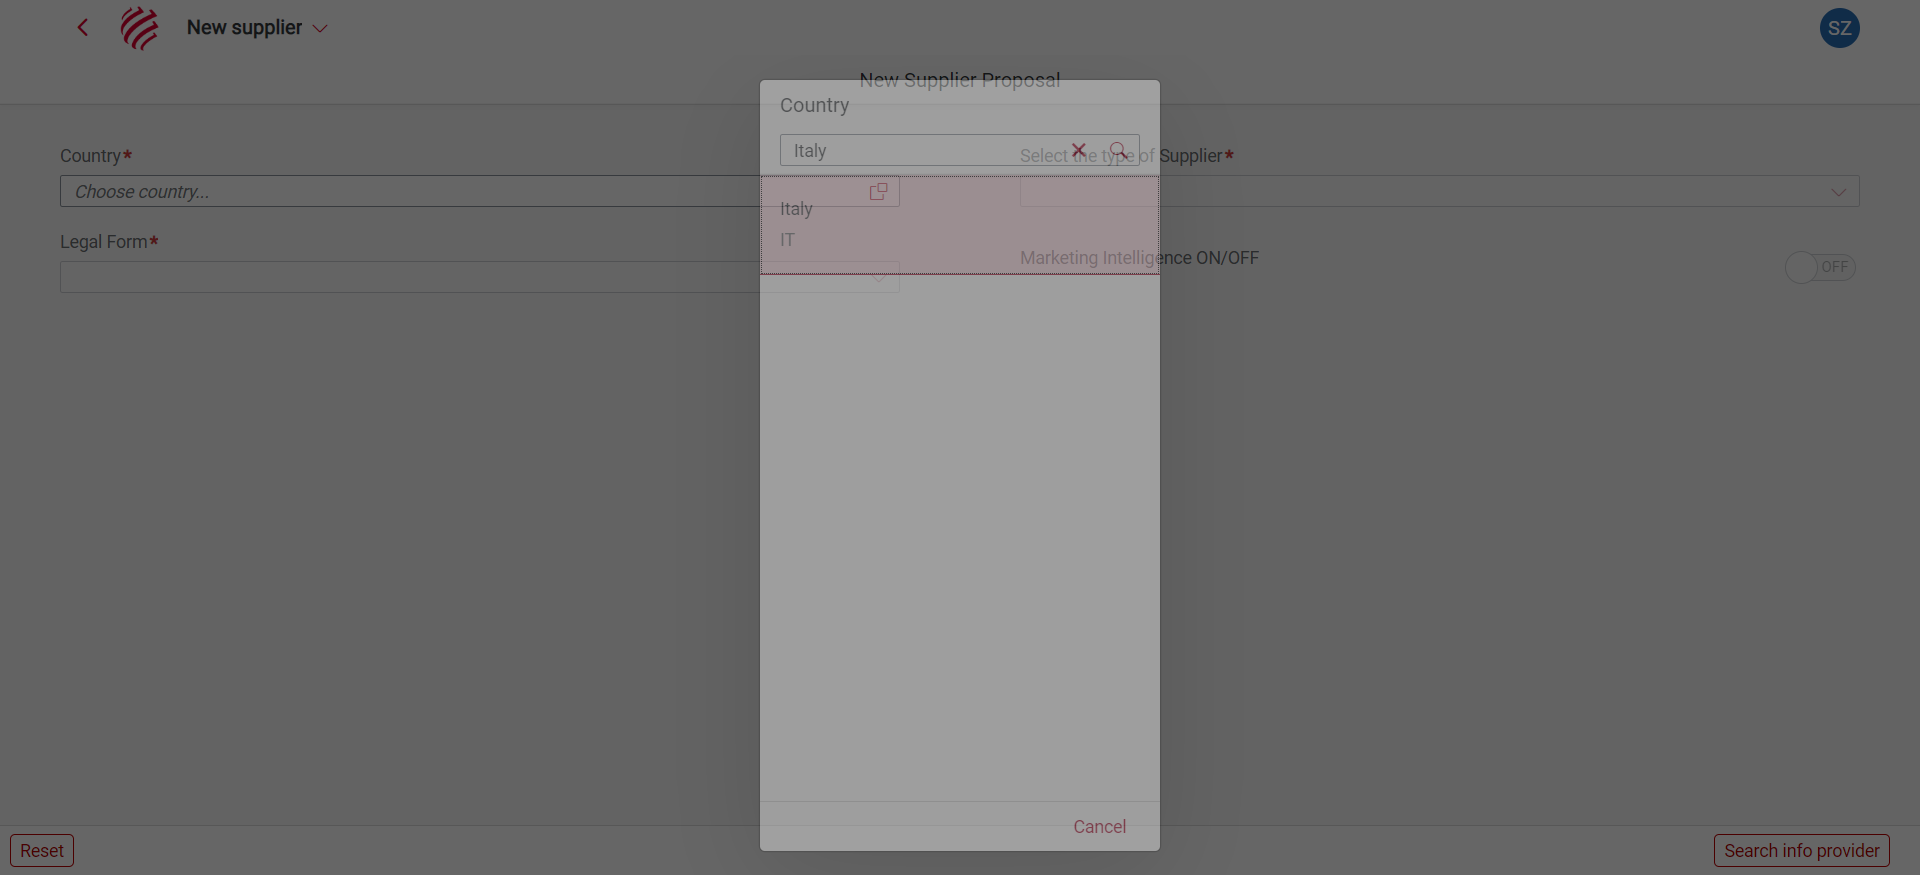 New supplier
SZ
New Supplier Proposal
Country
Italy
Italy
IT
Cancel
Country*
Choose country...
Select the type of Supplier*
Legal Form*
Marketing Intelligence ON/OFF
OFF
Reset
Search info provider